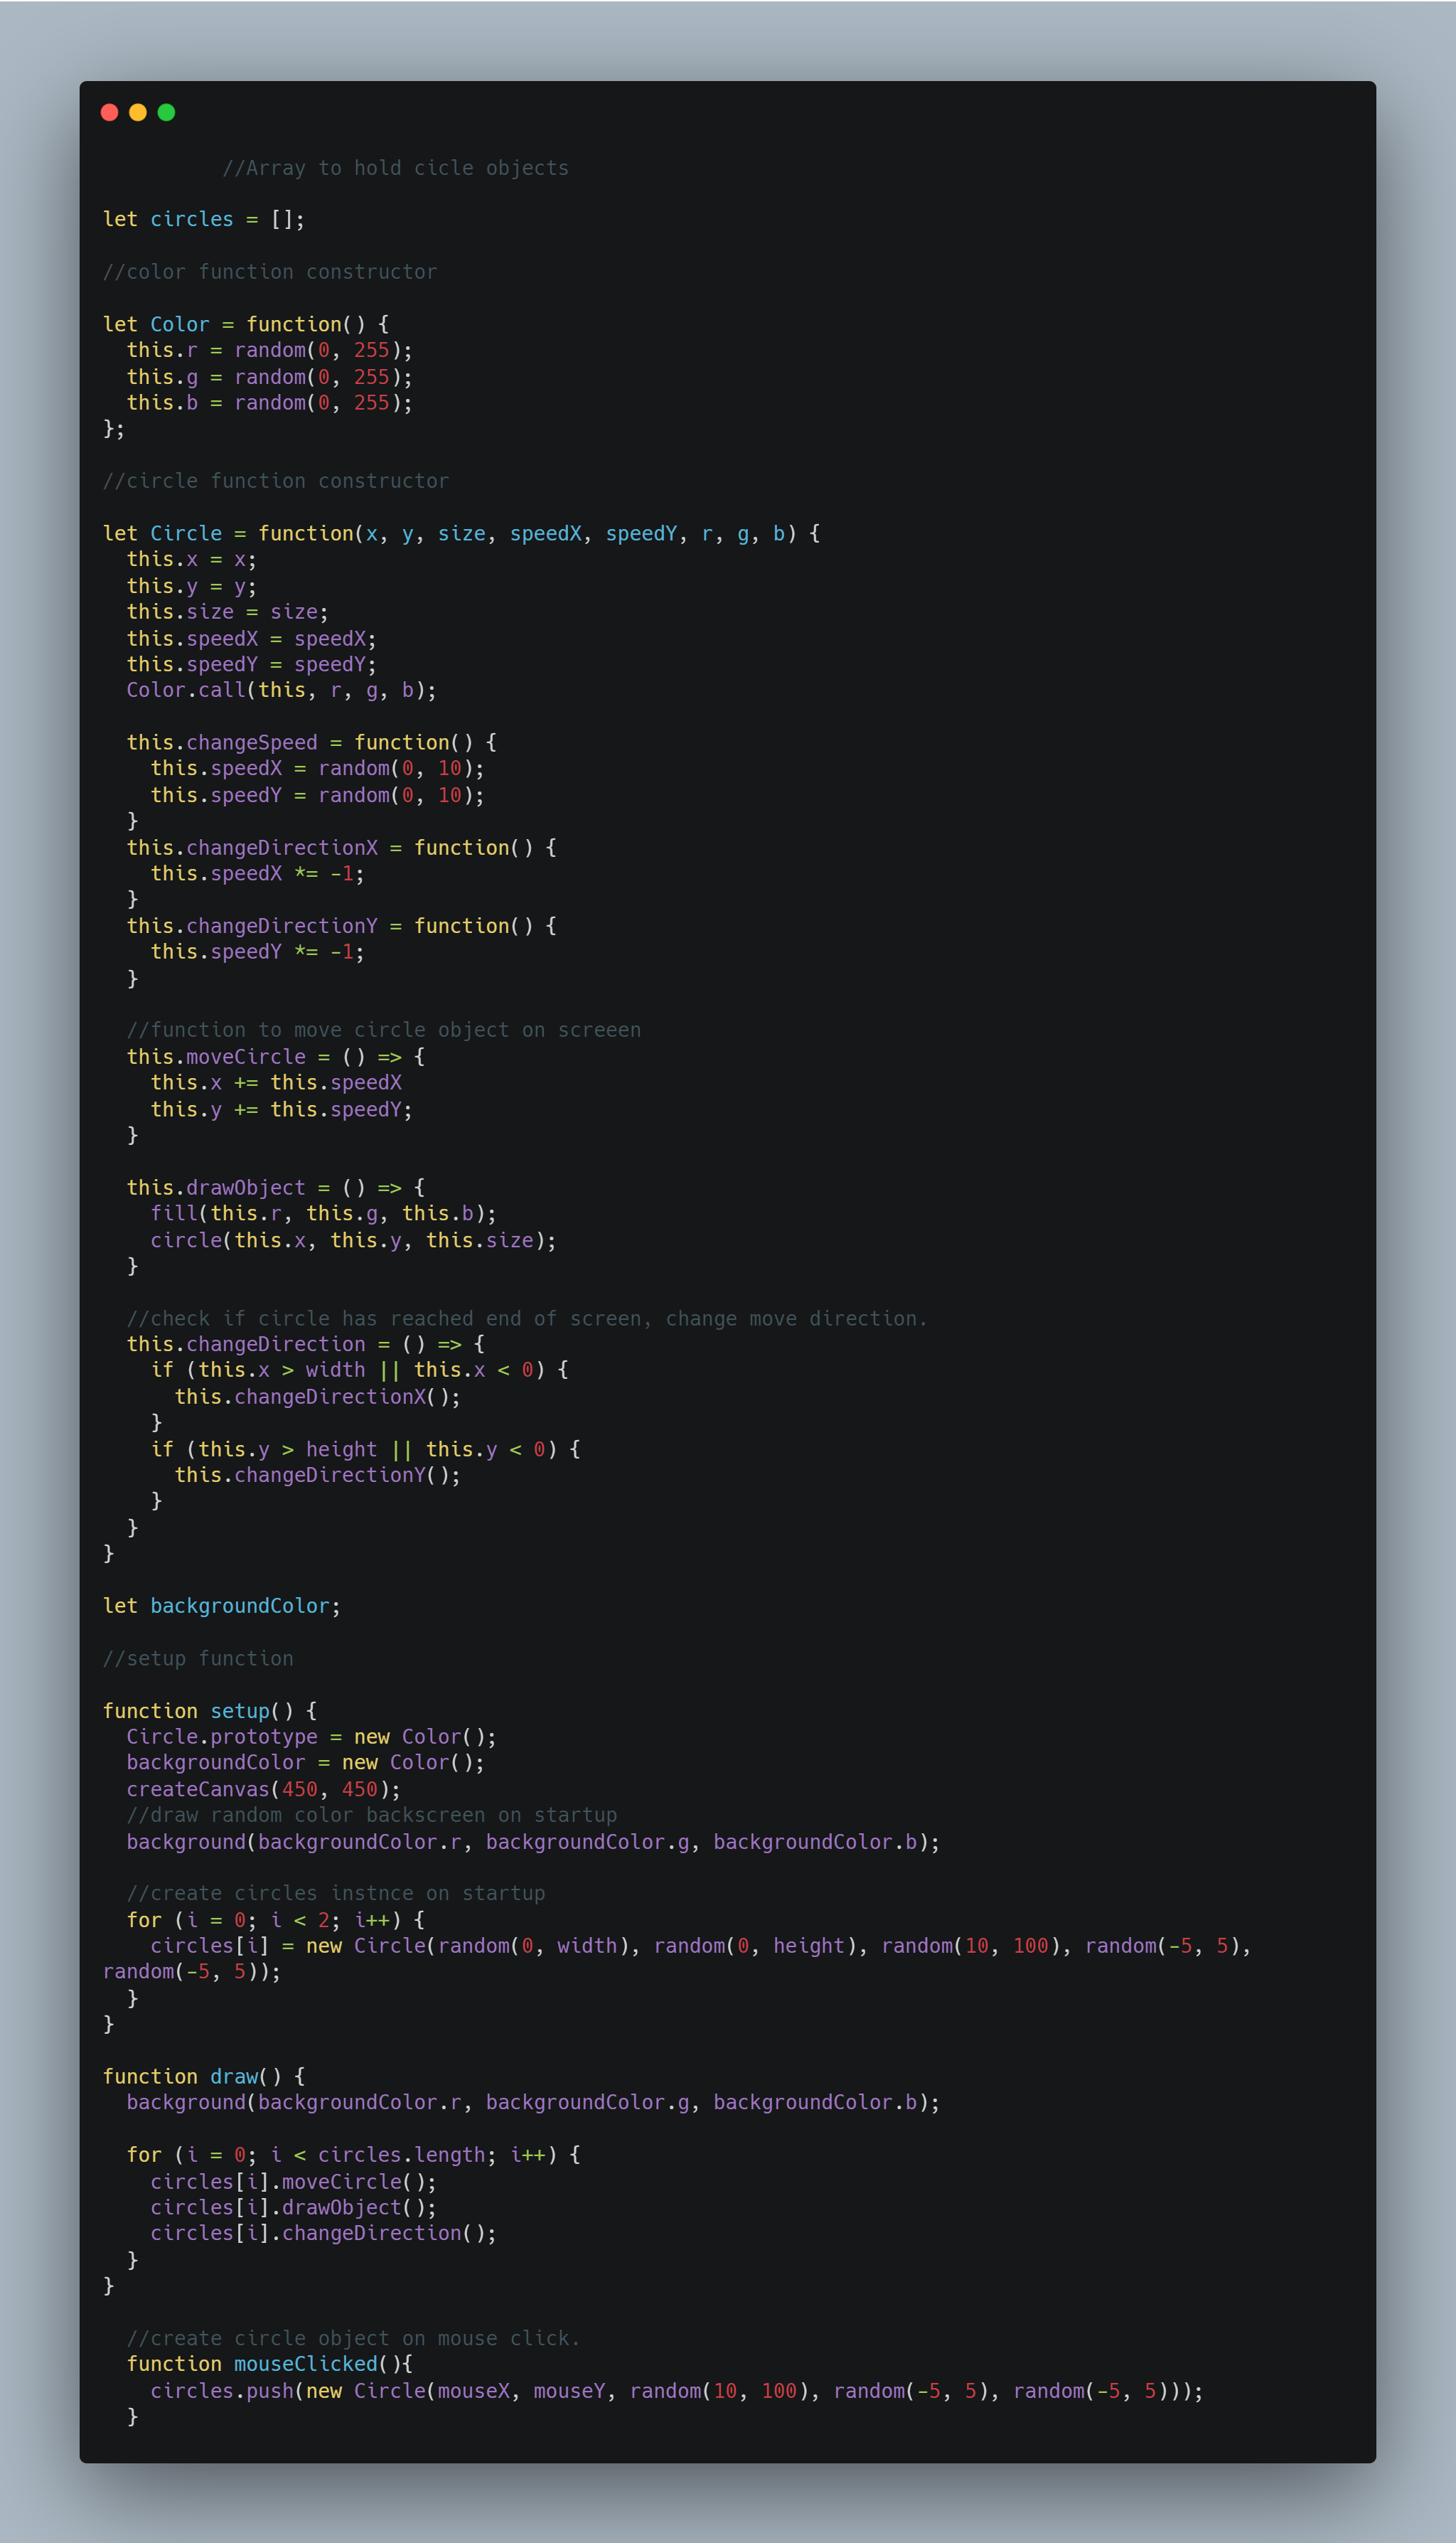 //Array to hold cicle objects
let circles = [];
//color function constructor
let Color = function() {
this.r = random(0, 255);
this.g = random(0, 255);
this.b = random(0, 255);
};
//circle function constructor
let Circle = function(x, y, size, speedX, speedY, r, g, b) {
this.x = x;
this.y = y;
this.size = size;
this.speedX = speedX;
this.speedY = speedY;
Color.call(this, r, g, b);
this.changeSpeed = function() {
this.speedX = random(0, 10);
this.speedY = random(0, 10);
}
this.changeDirectionX = function() {
this.speedX *= -1;
}
this.changeDirectionY = function() {
this.speedY *= -1;
}
//function to move circle object on screeen
this.moveCircle = () => {
this.x += this.speedX
this.y += this.speedY;
}
this.drawObject = () => {
fill(this.r, this.g, this.b);
circle(this.x, this.y, this.size);
}
//check if circle has reached end of screen, change move direction.
this.changeDirection = () => {
if (this.x > width || this.x < 0) {
this.changeDirectionX();
}
if (this.y > height || this.y < 0) {
this.changeDirectionY();
}
}
}
let backgroundColor;
//setup function
function setup() {
Circle.prototype = new Color();
backgroundColor = new Color();
createCanvas(450, 450);
//draw random color backscreen on startup
background(backgroundColor.r, backgroundColor.g, backgroundColor.b);
//create circles instnce on startup
for (i = 0; i < 2; i++) {
circles[i] = new Circle(random(0, width), random(0, height), random(10, 100), random(-5, 5),
random(-5, 5));
}
}
function draw() {
background(backgroundColor.r, backgroundColor.g, backgroundColor.b);
for (i = 0; i < circles.length; i++) {
circles[i].moveCircle();
circles[i].drawObject();
circles[i].changeDirection();
}
}
//create circle object on mouse click.
function mouseClicked(){
circles.push(new Circle(mouseX, mouseY, random(10, 100), random(-5, 5), random(-5, 5)));
}